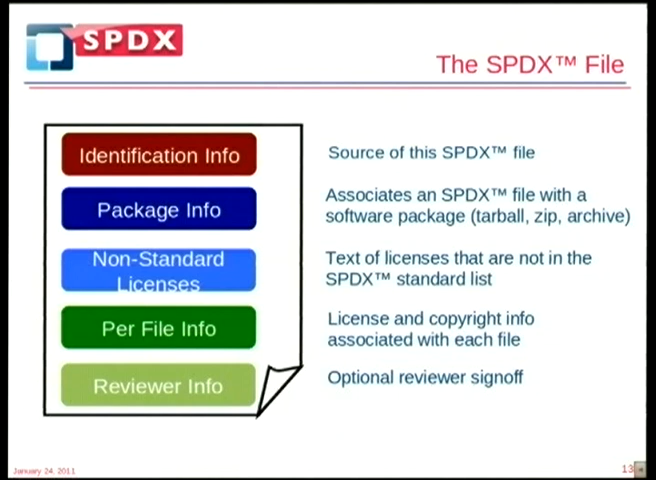 SPDX
The SPDX™ File
Identification Info
Source of this SPDX™ file
Package Info
Associates an SPDX™ file with a
software package (tarball, zip, archive)
Non-Standard
Licenses
Text of licenses that are not in the
SPDX™ standard list
Per File Info
License and copyright info
associated with each file
Reviewer Info
Optional reviewer signoff
January 24, 2011
13